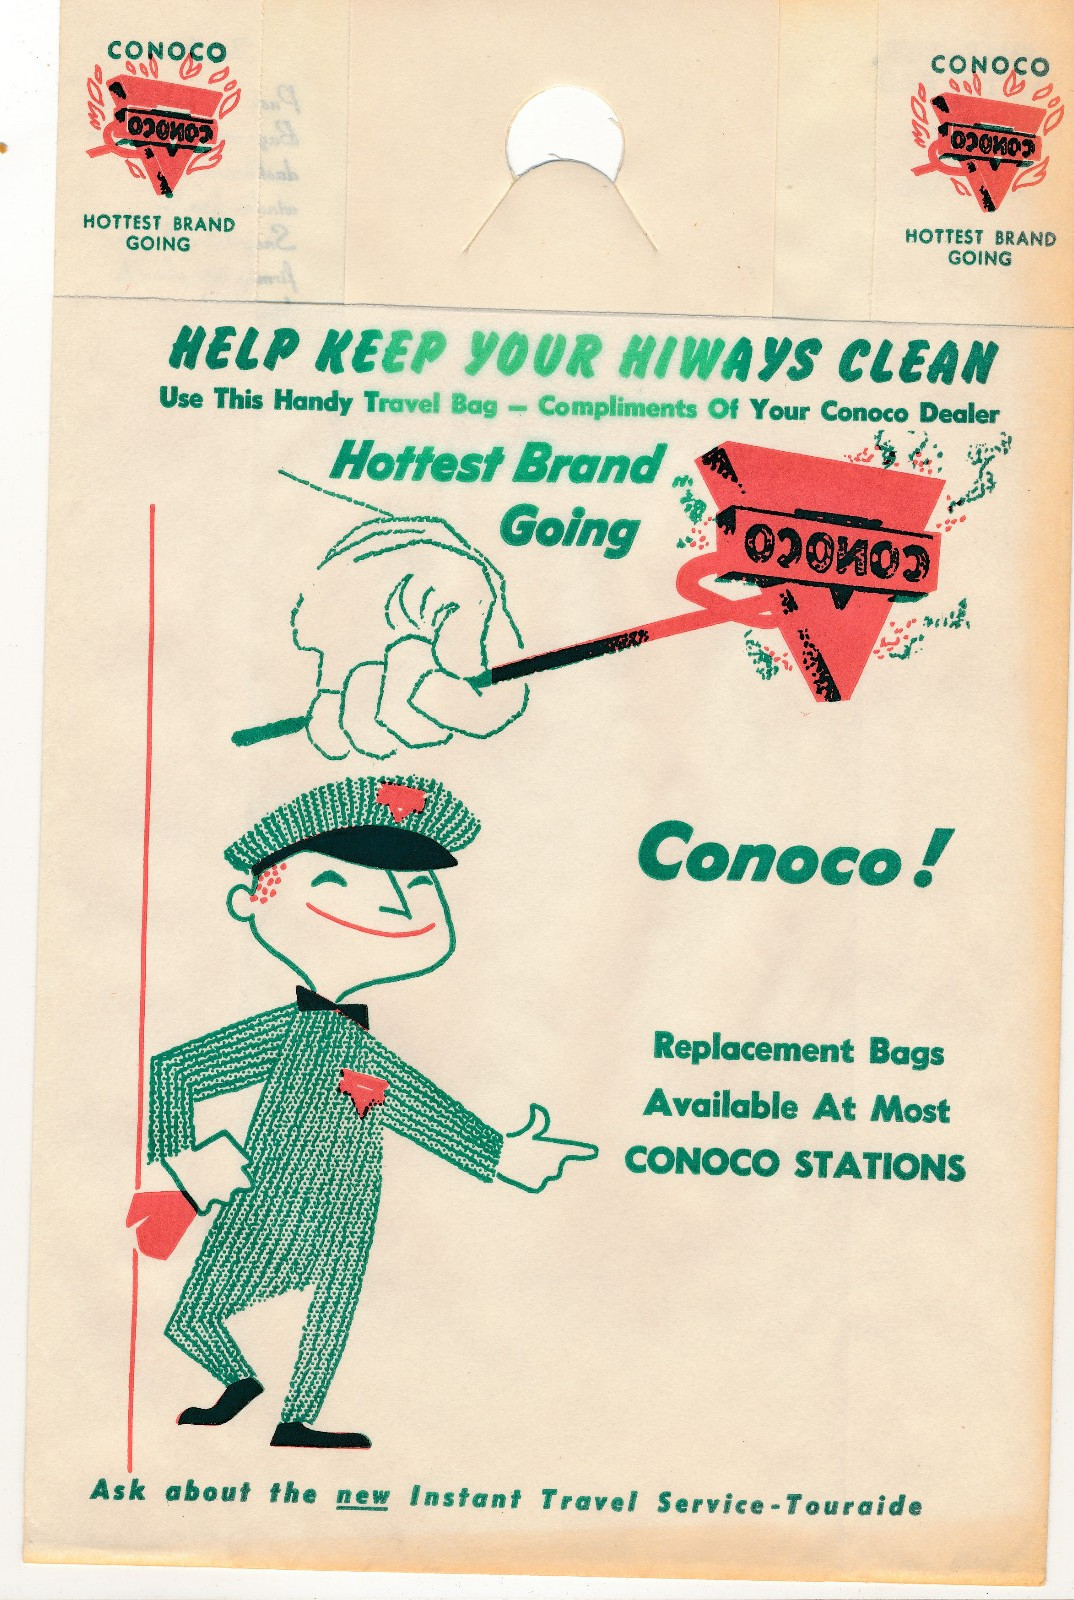 CONOCO
CONOCO
HOTTEST BRAND
GOING
CONOCO
CONOCO
HOTTEST BRAND
GOING
HELP KEEP YOUR HIWAYS CLEAN
Use This Handy Travel Bag – Compliments Of Your Conoco Dealer
Hottest Brand
Going
CONOCO
Conoco!
Replacement Bags
Available At Most
CONOCO STATIONS
Ask about the new Instant Travel Service-Touraide